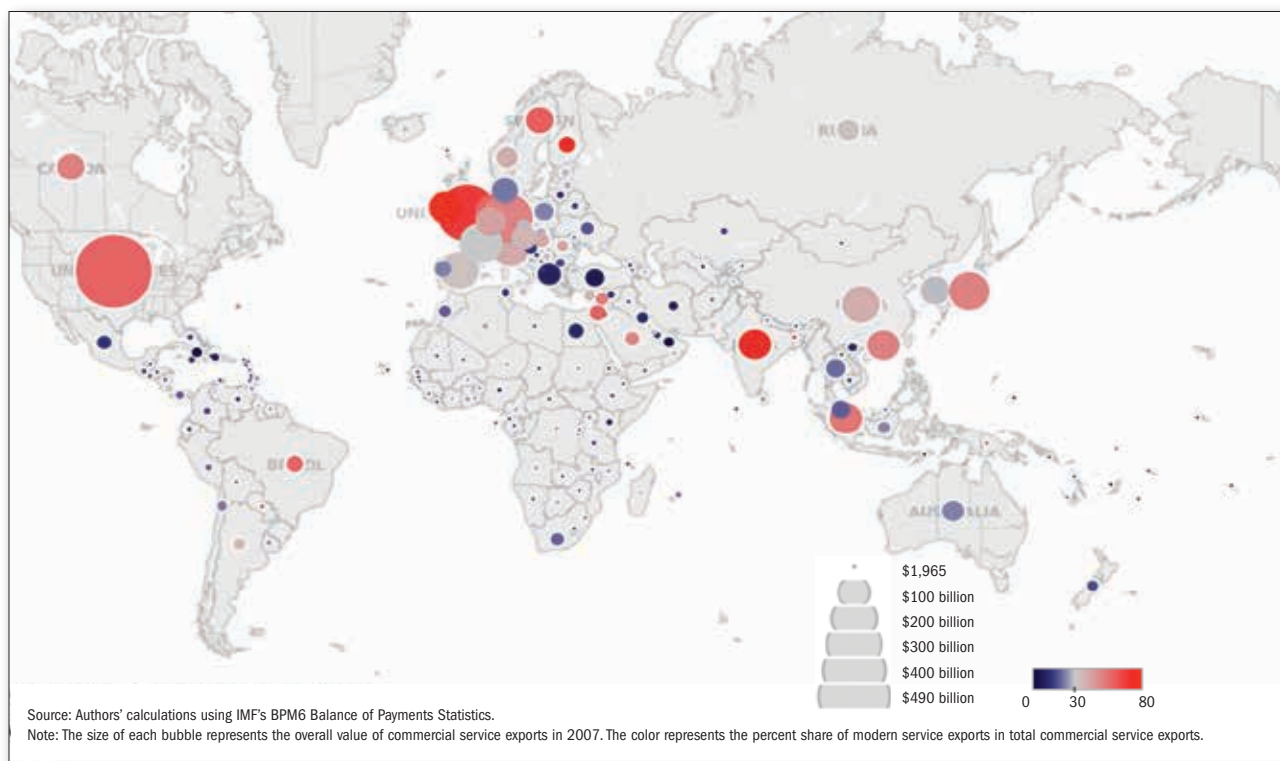 $1,965
$100 billion
$200 billion
$300 billion
$400 billion
$490 billion
0 30 80
Source: Authors' calculations using IMF's BPM6 Balance of Payments Statistics.
Note: The size of each bubble represents the overall value of commercial service exports in 2007. The color represents the percent share of modern service exports in total commercial service exports.